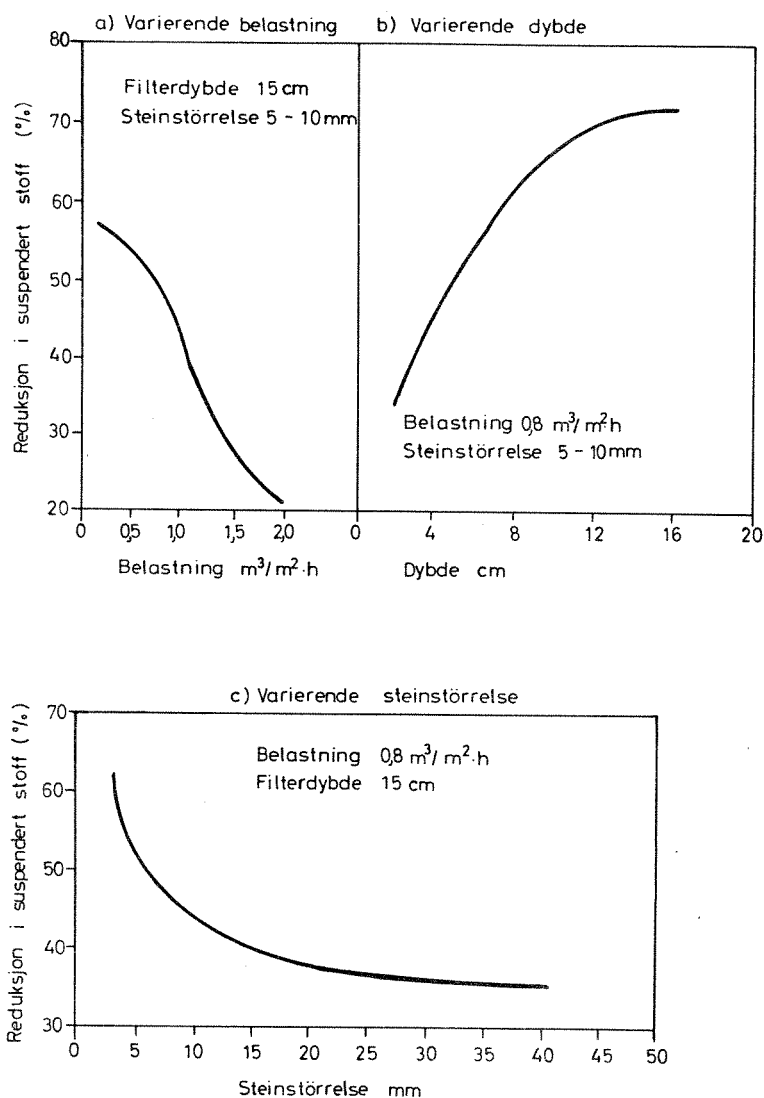 a) Varierende belastning
b) Varierende dybde
Reduksjon i suspendert stoff (%)
80
70
60
50
40
30
20
Filterdybde 15 cm
Steinstörrelse 5 - 10 mm
Belastning 0,8 m³/m²·h
Steinstörrelse 5 - 10 mm
0 0,5 1,0 1,5 2,0
0 4 8 12 16 20
Belastning m³/m²·h
Dybde cm
c) Varierende steinstörrelse
Reduksjon i suspendert stoff (%)
70
60
50
40
30
Belastning 0,8 m³/m²·h
Filterdybde 15 cm
0 5 10 15 20 25 30 35 40 45 50
Steinstörrelse mm